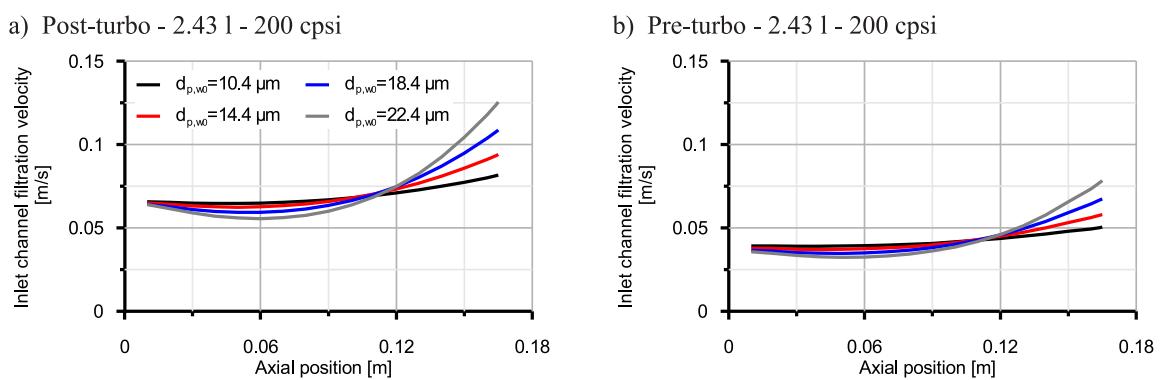 a) Post-turbo - 2.43 l - 200 cpsi
Inlet channel filtration velocity
[m/s]
0.15
0.1
0.05
0
d_p,w0=10.4 µm
d_p,w0=18.4 µm
d_p,w0=14.4 µm
d_p,w0=22.4 µm
0
0.06
0.12
0.18
Axial position [m]
b) Pre-turbo - 2.43 l - 200 cpsi
Inlet channel filtration velocity
[m/s]
0.15
0.1
0.05
0
0
0.06
0.12
0.18
Axial position [m]